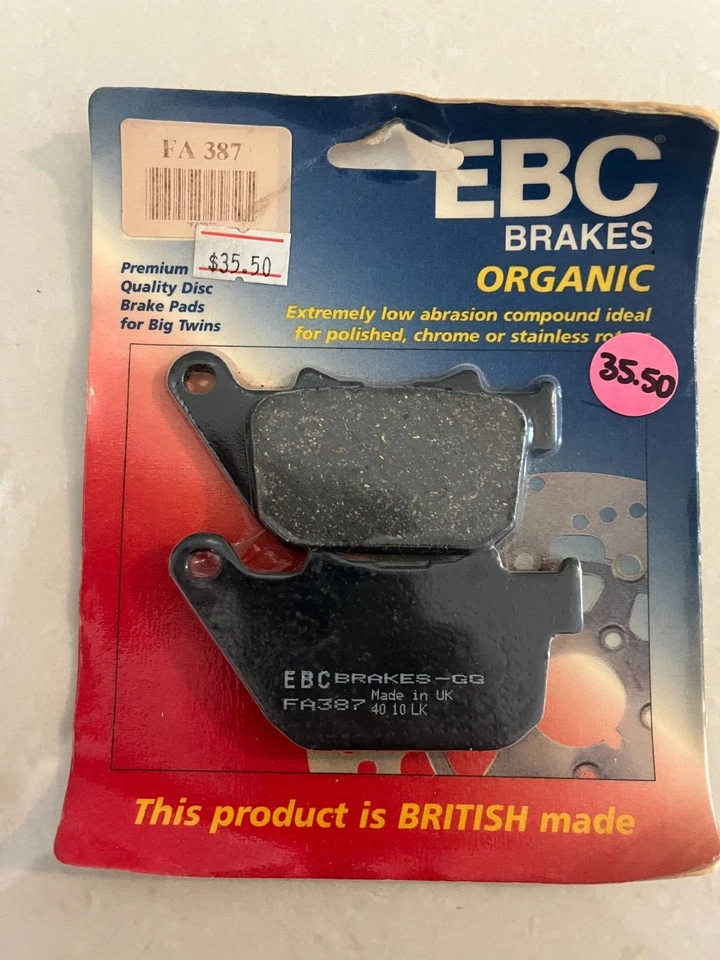 FA 387
$35.50
EBC®
BRAKES
ORGANIC
Premium
Quality Disc
Brake Pads
for Big Twins
Extremely low abrasion compound ideal
for polished, chrome or stainless
35.50
EBC BRAKES-GG
FA387 Made in UK
40 10 LK
This product is BRITISH made